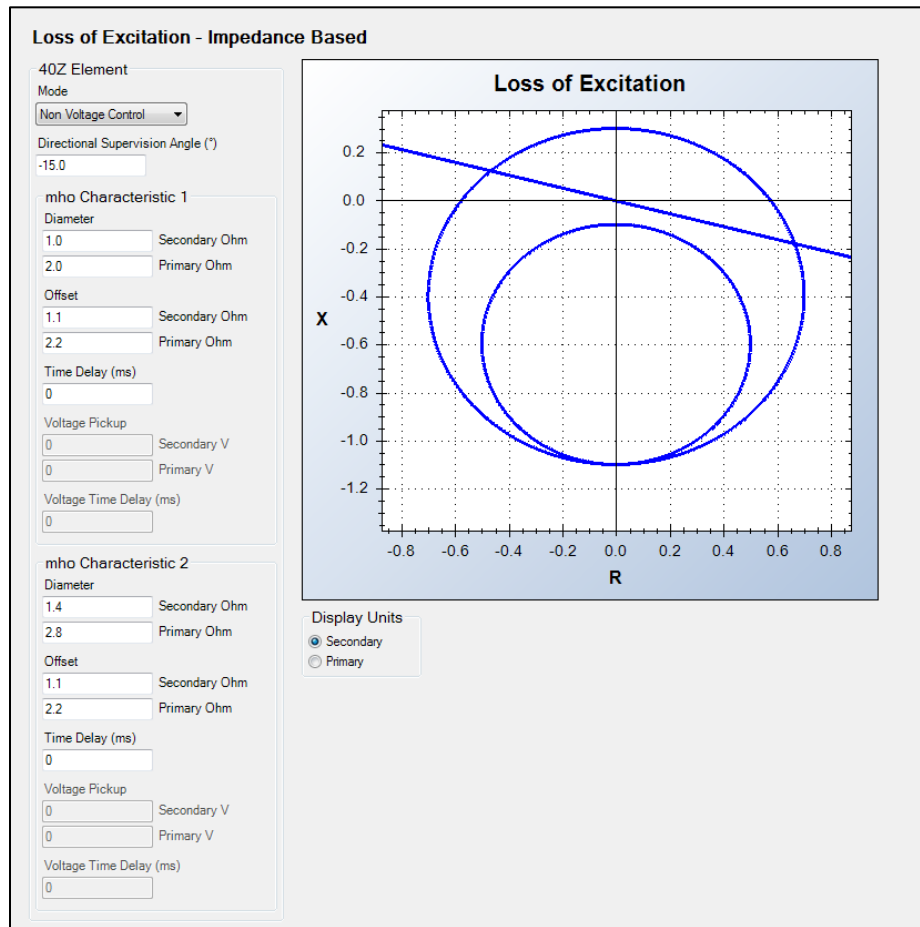 Loss of Excitation - Impedance Based
40Z Element
Mode
Non Voltage Control
Directional Supervision Angle (°)
-15.0
mho Characteristic 1
Diameter
1.0 Secondary Ohm
2.0 Primary Ohm
Offset
1.1 Secondary Ohm
2.2 Primary Ohm
Time Delay (ms)
0
Voltage Pickup
0 Secondary V
0 Primary V
Voltage Time Delay (ms)
0
mho Characteristic 2
Diameter
1.4 Secondary Ohm
2.8 Primary Ohm
Offset
1.1 Secondary Ohm
2.2 Primary Ohm
Time Delay (ms)
0
Voltage Pickup
0 Secondary V
0 Primary V
Voltage Time Delay (ms)
0
Loss of Excitation
0.2
0.0
-0.2
-0.4
X
-0.6
-0.8
-1.0
-1.2
-0.8 -0.6 -0.4 -0.2 0.0 0.2 0.4 0.6 0.8
R
Display Units
Secondary
Primary